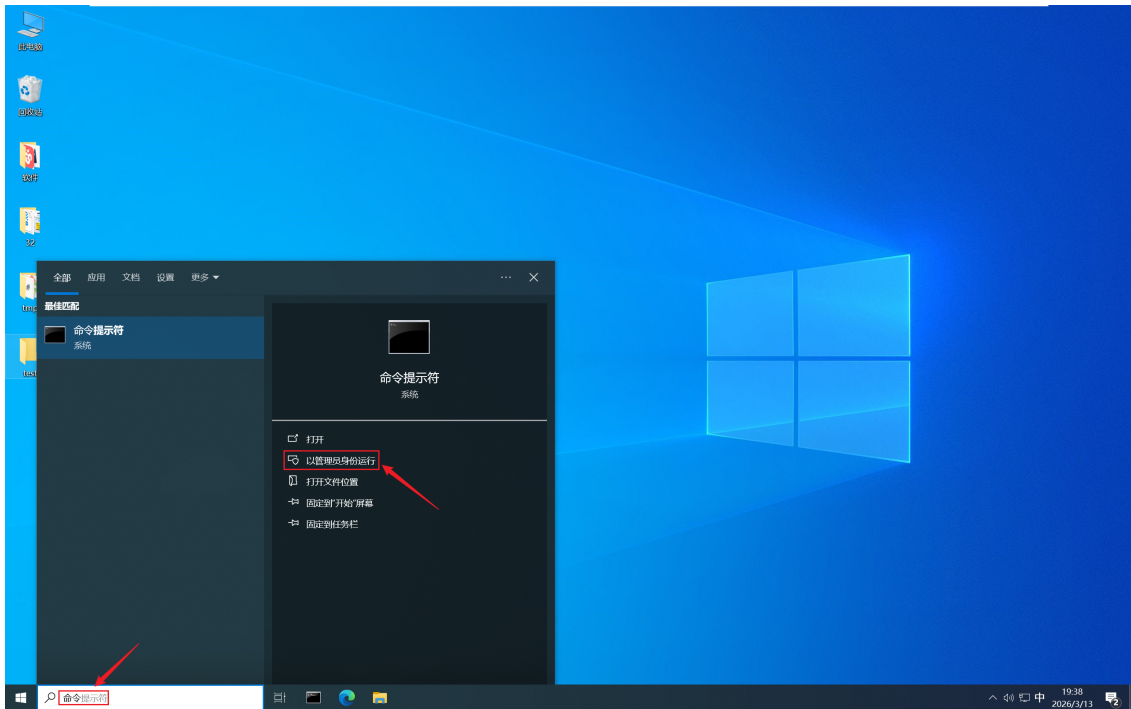 此电脑
回收站
软件
32
tmp
test
全部 应用 文档 设置 更多
最佳匹配
命令提示符
系统
命令提示符
系统
打开
以管理员身份运行
打开文件位置
固定到"开始"屏幕
固定到任务栏
命令提示符
中
19:38
2026/3/13
2